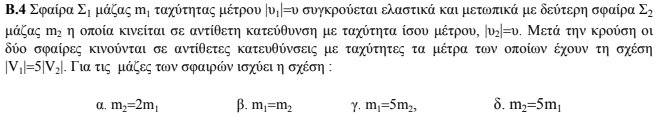 Β.4 Σφαίρα Σ₁ μάζας m₁ ταχύτητας μέτρου |υ₁|=υ συγκρούεται ελαστικά και μετωπικά με δεύτερη σφαίρα Σ₂
μάζας m₂ η οποία κινείται σε αντίθετη κατεύθυνση με ταχύτητα ίσου μέτρου, |υ₂|=υ. Μετά την κρούση οι
δύο σφαίρες κινούνται σε αντίθετες κατευθύνσεις με ταχύτητες τα μέτρα των οποίων έχουν τη σχέση
|V₁|=5|V₂|. Για τις μάζες των σφαιρών ισχύει η σχέση :
α. m₂=2m₁ β. m₁=m₂ γ. m₁=5m₂, δ. m₂=5m₁